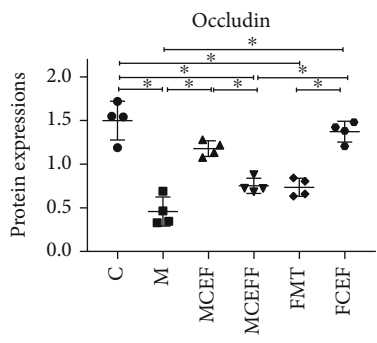 Occludin
*
*
* *
* * * *
Protein expressions
2.0
1.5
1.0
0.5
0.0
C
M
MCEF
MCEFF
FMT
FCEF